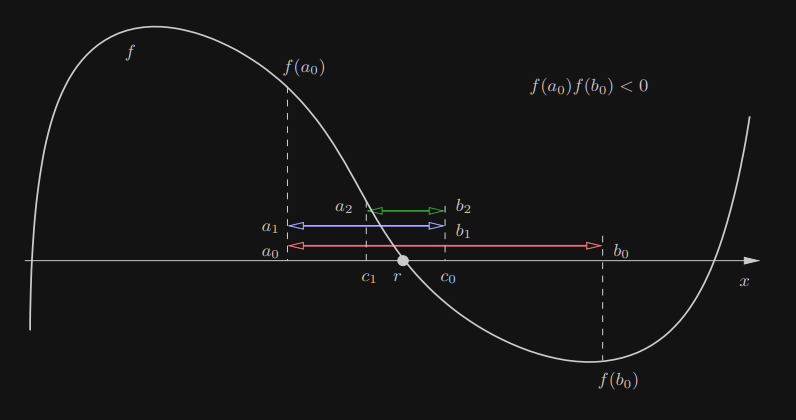 f
f(a₀)
f(a₀)f(b₀) < 0
a₂
b₂
a₁
b₁
a₀
b₀
c₁
r
c₀
x
f(b₀)